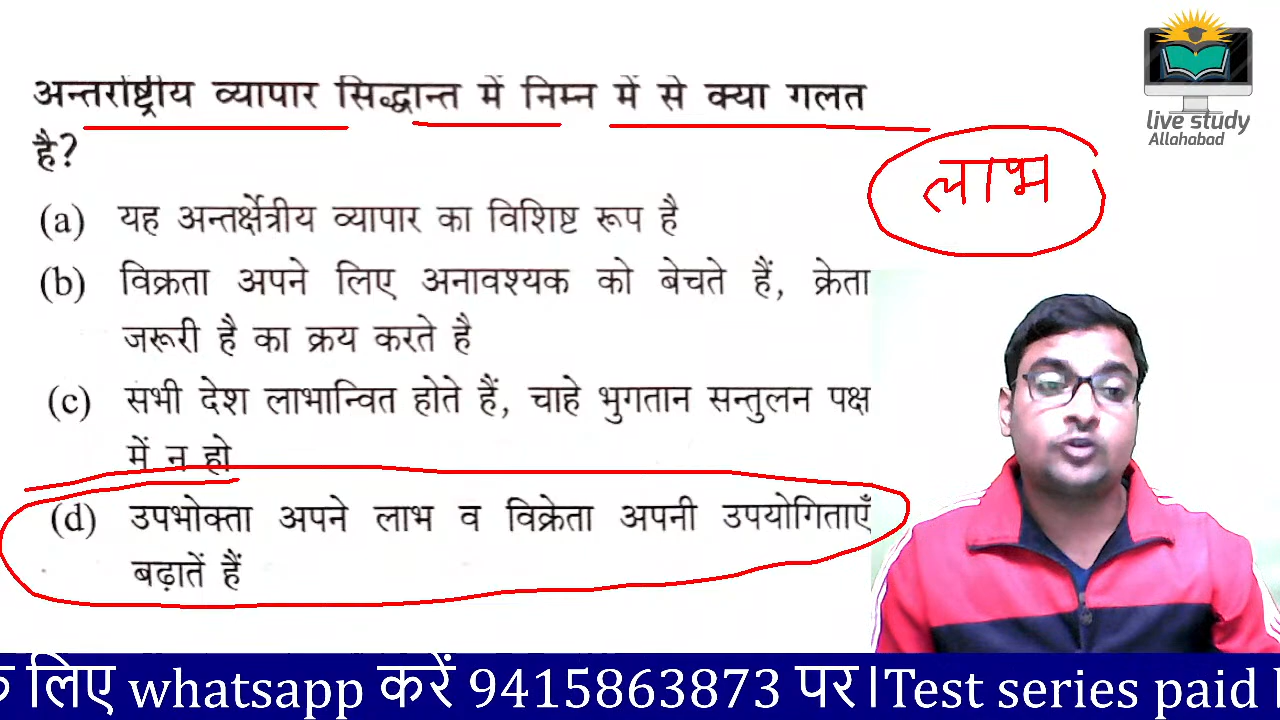 अन्तर्राष्ट्रीय व्यापार सिद्धान्त में निम्न में से क्या गलत
है?
लाभ
(a) यह अन्तर्क्षेत्रीय व्यापार का विशिष्ट रूप है
(b) विक्रता अपने लिए अनावश्यक को बेचते हैं, क्रेता
जरूरी है का क्रय करते है
(c) सभी देश लाभान्वित होते हैं, चाहे भुगतान सन्तुलन पक्ष
में न हो
(d) उपभोक्ता अपने लाभ व विक्रेता अपनी उपयोगिताएँ
बढ़ातें हैं
live study
Allahabad
लिए whatsapp करें 9415863873 पर।Test series paid